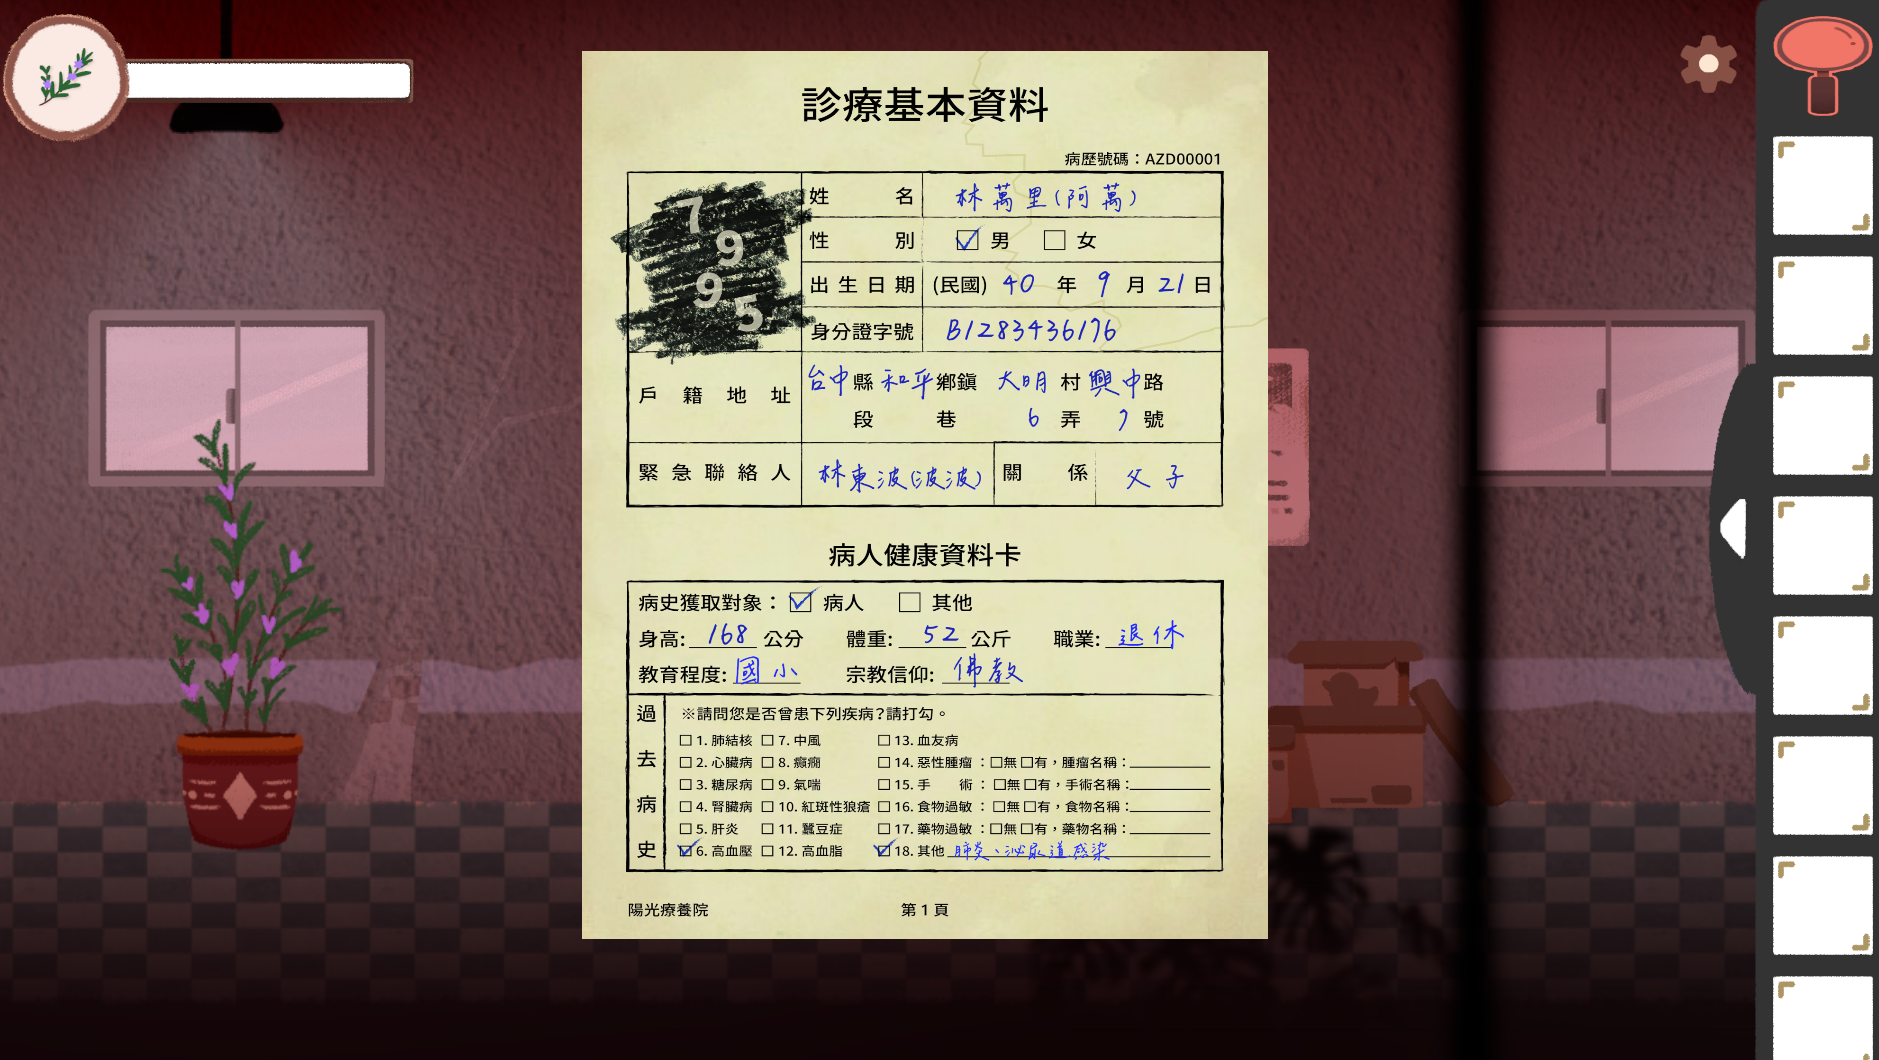 診療基本資料
病歷號碼：AZD00001
7
9
9
5
姓名 林萬里(阿萬)
性別 ☑ 男 ☐ 女
出生日期 (民國) 40 年 9 月 21 日
身分證字號 B1283436176
戶籍地址 台中縣 和平鄉鎮 大明村 興中路
段 巷 6 弄 7 號
緊急聯絡人 林東波(波波) 關係 父子
病人健康資料卡
病史獲取對象：☑ 病人 ☐ 其他
身高: 168 公分 體重: 52 公斤 職業: 退休
教育程度: 國小 宗教信仰: 佛教
過去病史
※請問您是否曾患下列疾病?請打勾。
☐ 1. 肺結核 ☐ 7. 中風 ☐ 13. 血友病
☐ 2. 心臟病 ☐ 8. 癲癇 ☐ 14. 惡性腫瘤：☐無 ☐有，腫瘤名稱：
☐ 3. 糖尿病 ☐ 9. 氣喘 ☐ 15. 手術：☐無 ☐有，手術名稱：
☐ 4. 腎臟病 ☐ 10. 紅斑性狼瘡 ☐ 16. 食物過敏：☐無 ☐有，食物名稱：
☐ 5. 肝炎 ☐ 11. 蠶豆症 ☐ 17. 藥物過敏：☐無 ☐有，藥物名稱：
☑ 6. 高血壓 ☐ 12. 高血脂 ☑ 18. 其他 肺炎、泌尿道感染
陽光療養院 第 1 頁